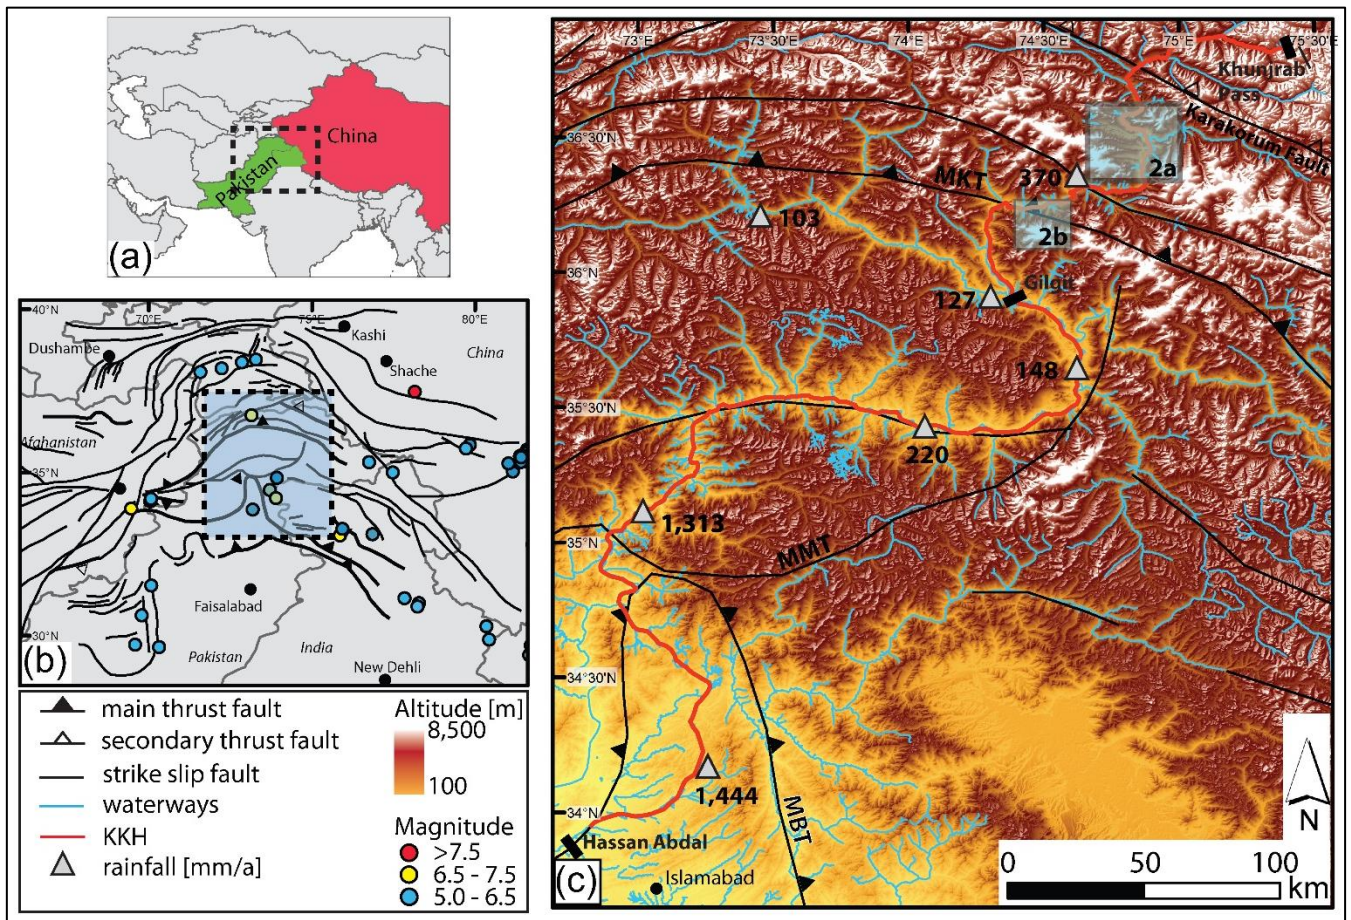 China
Pakistan
(a)
40°N
70°E
75°E
80°E
Kashi
Dushambe
China
Shache
Afghanistan
35°N
Faisalabad
30°N
India
(b)
Pakistan
New Dehli
main thrust fault
secondary thrust fault
strike slip fault
waterways
KKH
rainfall [mm/a]
Altitude [m]
8,500
100
Magnitude
>7.5
6.5 - 7.5
5.0 - 6.5
73°E
73°30'E
74°E
74°30'E
75°E
75°30'E
Khunjrab
Pass
Karakorum Fault
36°30'N
2a
MKT
370
103
2b
36°N
127
Gilgit
148
35°30'N
220
1,313
35°N
MMT
34°30'N
1,444
MBT
34°N
Hassan Abdal
Islamabad
(c)
N
0
50
100
km